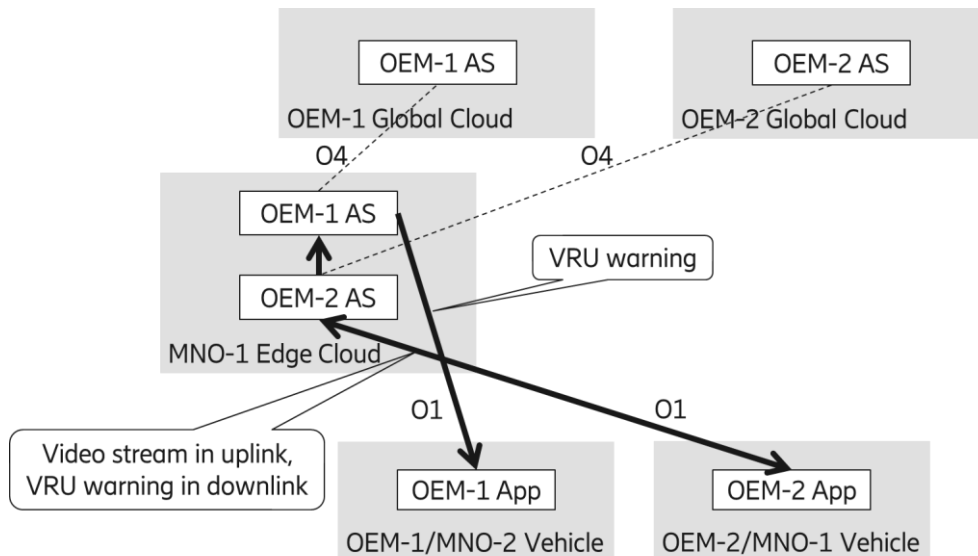 OEM-1 AS
OEM-2 AS
OEM-1 Global Cloud
OEM-2 Global Cloud
O4
O4
OEM-1 AS
VRU warning
OEM-2 AS
MNO-1 Edge Cloud
O1
O1
Video stream in uplink,
VRU warning in downlink
OEM-1 App
OEM-2 App
OEM-1/MNO-2 Vehicle
OEM-2/MNO-1 Vehicle